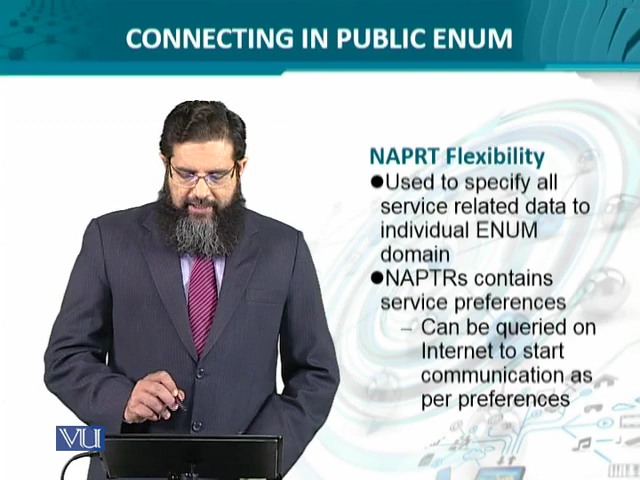 CONNECTING IN PUBLIC ENUM
NAPRT Flexibility
●Used to specify all
service related data to
individual ENUM
domain
●NAPTRs contains
service preferences
– Can be queried on
Internet to start
communication as
per preferences
VU